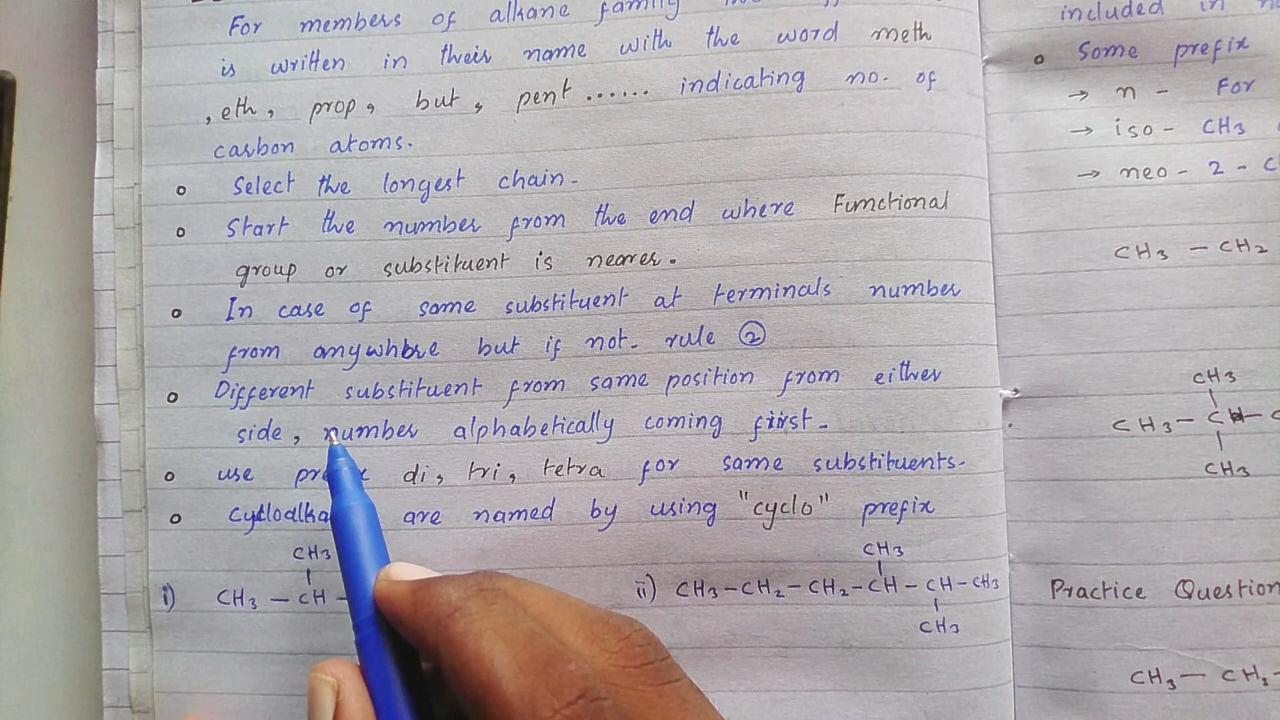 For members of alkane family
is written in their name with the word meth
, eth, prop, but, pent ...... indicating no. of
carbon atoms.
o Select the longest chain.
o Start the number from the end where Functional
group or substituent is nearer.
o In case of same substituent at terminals number
from anywhere but if not. rule ②
o Different substituent from same position from either
side, number alphabetically coming first.
o use di, tri, tetra for same substituents.
o are named by using "cyclo" prefix
CH3
i) CH3 - CH -
CH3
ii) CH3-CH2-CH2-CH-CH-CH3
CH3
included in
o Some prefix
→ n - For
→ iso - CH3
→ neo - 2 -
CH3 - CH2
CH3
CH3 - CH -
CH3
Practice Question
CH3 - CH2 -